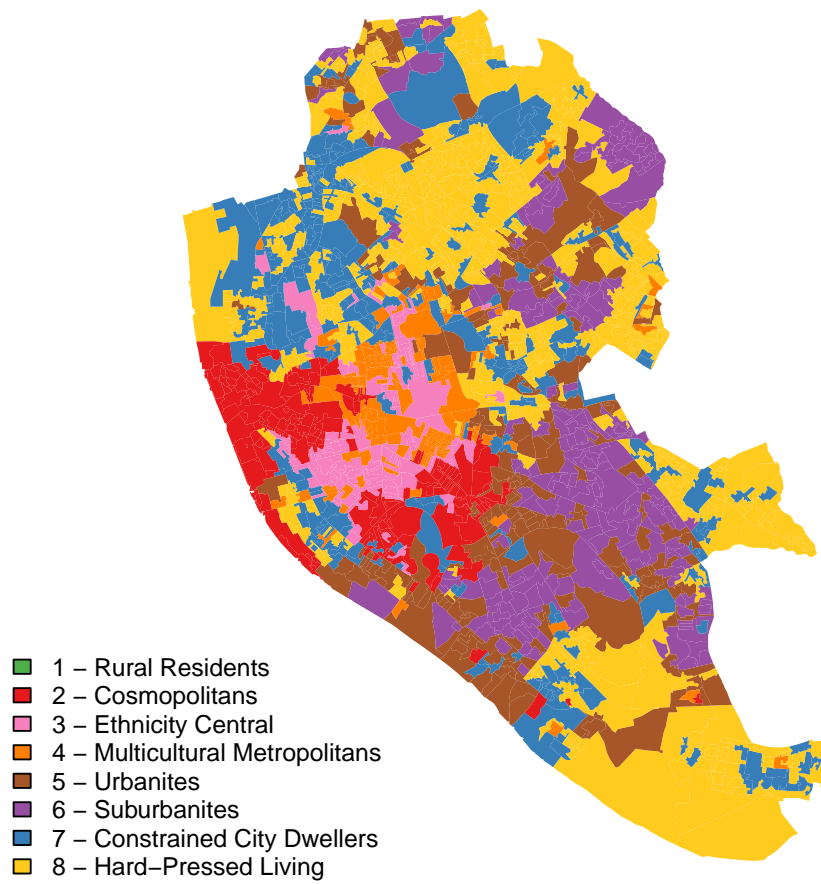 1 – Rural Residents
2 – Cosmopolitans
3 – Ethnicity Central
4 – Multicultural Metropolitans
5 – Urbanites
6 – Suburbanites
7 – Constrained City Dwellers
8 – Hard−Pressed Living